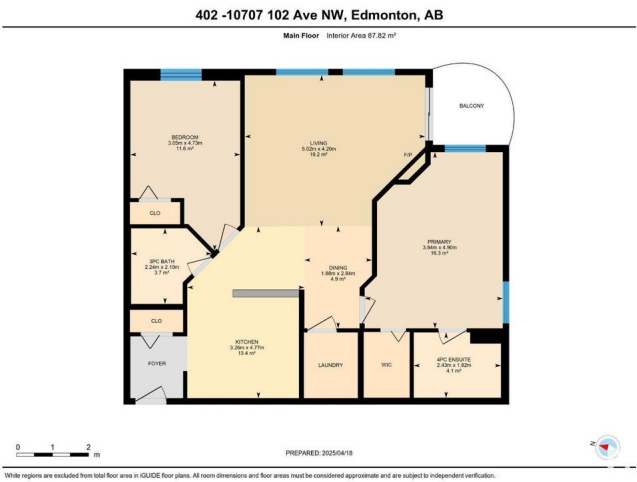 402 -10707 102 Ave NW, Edmonton, AB
Main Floor Interior Area 87.82 m²
BALCONY
BEDROOM
3.05m x 4.73m
11.6 m²
LIVING
5.02m x 4.20m
19.2 m²
F/P
CLO
PRIMARY
3.84m x 4.90m
16.3 m²
3PC BATH
2.24m x 2.10m
3.7 m²
DINING
1.88m x 2.84m
4.9 m²
CLO
KITCHEN
3.26m x 4.77m
13.4 m²
FOYER
LAUNDRY
WIC
4PC ENSUITE
2.43m x 1.82m
4.1 m²
0 1 2
m
PREPARED: 2025/04/18
N
White regions are excluded from total floor area in iGUIDE floor plans. All room dimensions and floor areas must be considered approximate and are subject to independent verification.